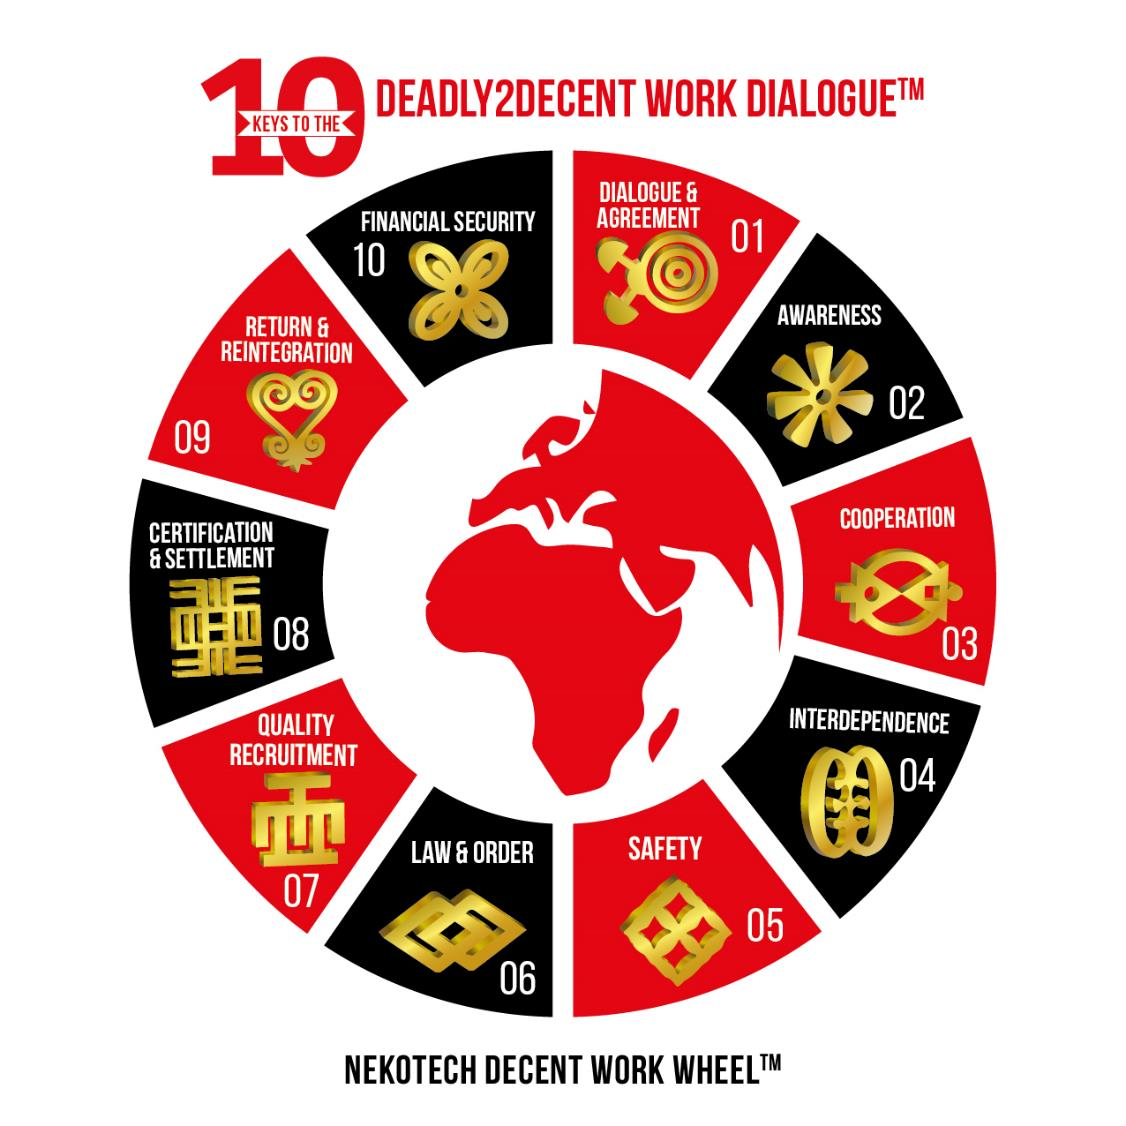 10
KEYS TO THE
DEADLY2DECENT WORK DIALOGUE™
DIALOGUE &
AGREEMENT
01
AWARENESS
02
COOPERATION
03
INTERDEPENDENCE
04
SAFETY
05
LAW & ORDER
06
QUALITY
RECRUITMENT
07
CERTIFICATION
& SETTLEMENT
08
RETURN &
REINTEGRATION
09
FINANCIAL SECURITY
10
NEKOTECH DECENT WORK WHEEL™